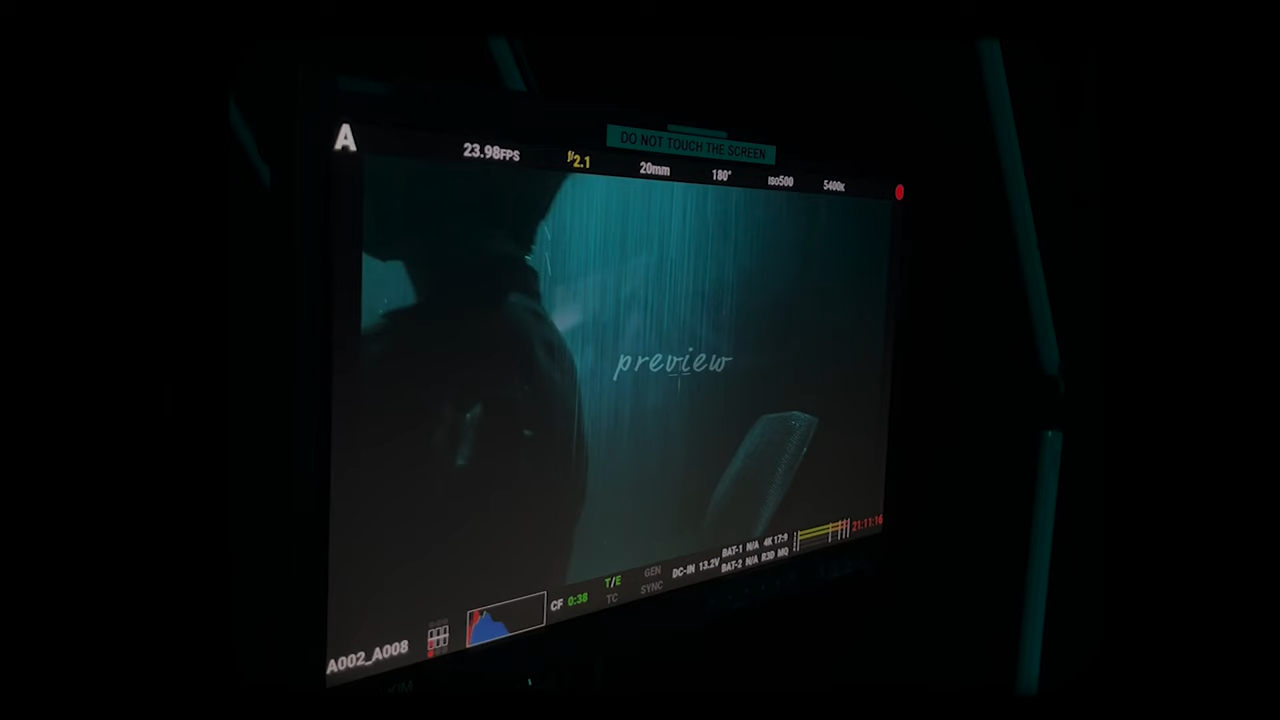 A
DO NOT TOUCH THE SCREEN
23.98FPS f/2.1 20mm 180° ISO500 5400K
preview
BAT-1 N/A 4K 17:9 21:11:16
T/E GEN DC-IN 13.2V BAT-2 N/A R3D MQ
CF 0:38 TC SYNC
A002_A008